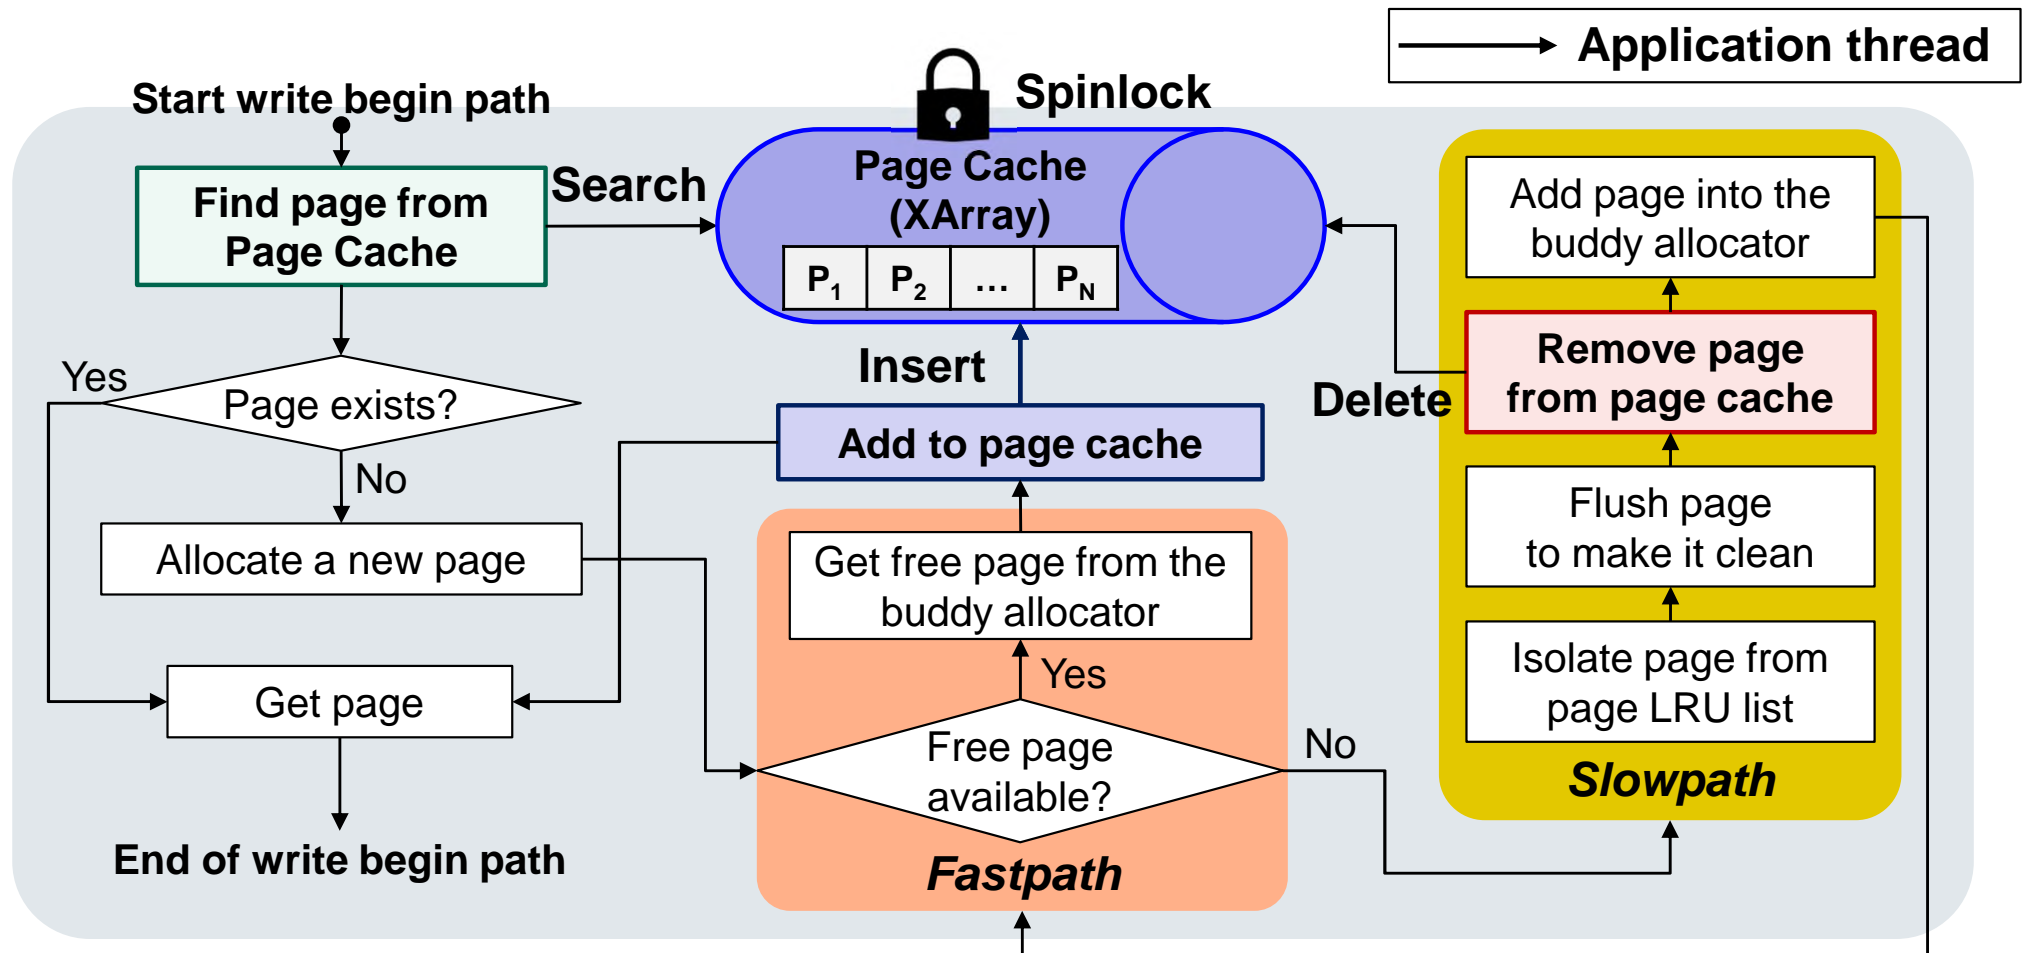 Application thread
Start write begin path
Spinlock
Find page from
Page Cache
Search
Page Cache
(XArray)
P1 P2 … PN
Page exists?
Yes
No
Allocate a new page
Get page
End of write begin path
Insert
Add to page cache
Get free page from the
buddy allocator
Yes
Free page
available?
No
Fastpath
Delete
Add page into the
buddy allocator
Remove page
from page cache
Flush page
to make it clean
Isolate page from
page LRU list
Slowpath